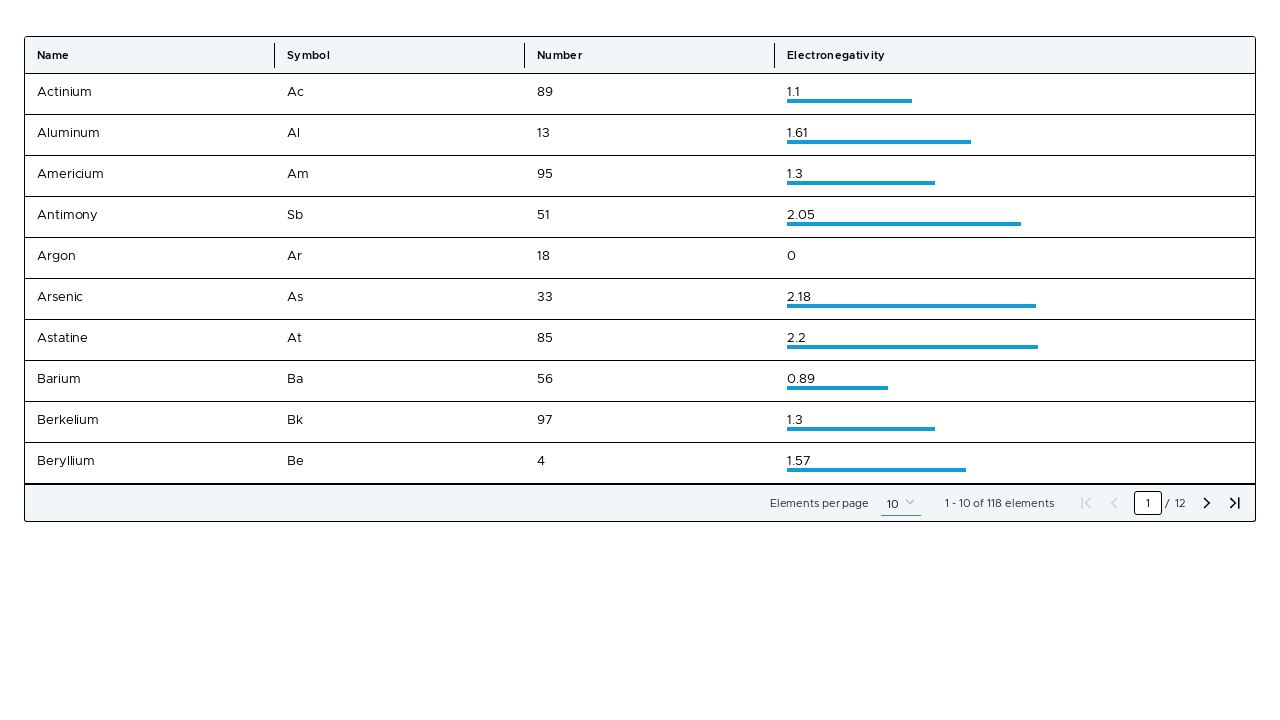 Name Symbol Number Electronegativity
Actinium Ac 89 1.1
Aluminum Al 13 1.61
Americium Am 95 1.3
Antimony Sb 51 2.05
Argon Ar 18 0
Arsenic As 33 2.18
Astatine At 85 2.2
Barium Ba 56 0.89
Berkelium Bk 97 1.3
Beryllium Be 4 1.57
Elements per page 10 1 - 10 of 118 elements 1 / 12